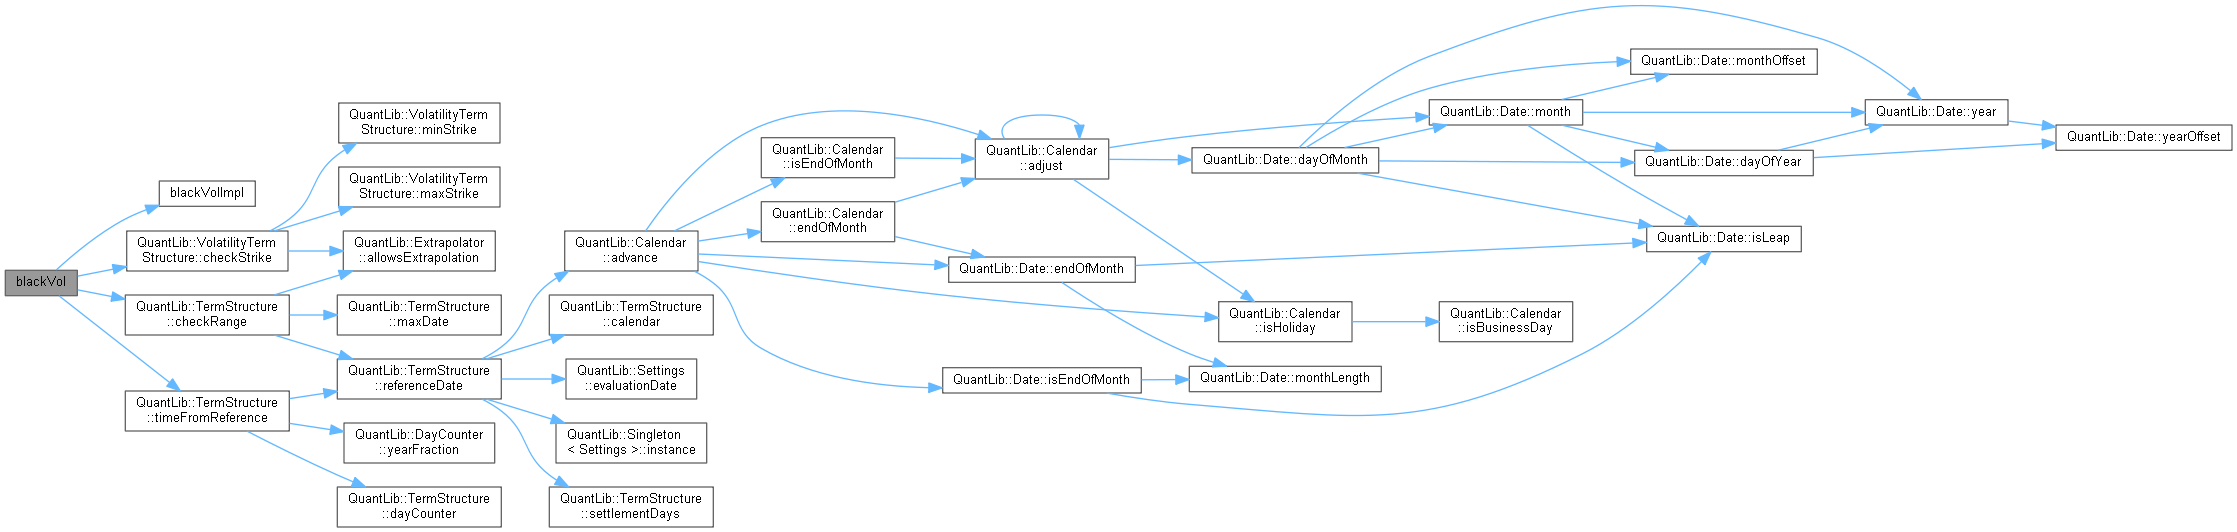 blackVol
blackVolImpl
QuantLib::VolatilityTerm
Structure::checkStrike
QuantLib::TermStructure
::checkRange
QuantLib::TermStructure
::timeFromReference
QuantLib::VolatilityTerm
Structure::minStrike
QuantLib::VolatilityTerm
Structure::maxStrike
QuantLib::Extrapolator
::allowsExtrapolation
QuantLib::TermStructure
::maxDate
QuantLib::TermStructure
::referenceDate
QuantLib::DayCounter
::yearFraction
QuantLib::TermStructure
::dayCounter
QuantLib::Calendar
::advance
QuantLib::TermStructure
::calendar
QuantLib::Settings
::evaluationDate
QuantLib::Singleton
< Settings >::instance
QuantLib::TermStructure
::settlementDays
QuantLib::Calendar
::isEndOfMonth
QuantLib::Calendar
::endOfMonth
QuantLib::Calendar
::adjust
QuantLib::Date::endOfMonth
QuantLib::Date::isEndOfMonth
QuantLib::Date::dayOfMonth
QuantLib::Calendar
::isHoliday
QuantLib::Date::monthLength
QuantLib::Date::month
QuantLib::Calendar
::isBusinessDay
QuantLib::Date::monthOffset
QuantLib::Date::dayOfYear
QuantLib::Date::isLeap
QuantLib::Date::year
QuantLib::Date::yearOffset